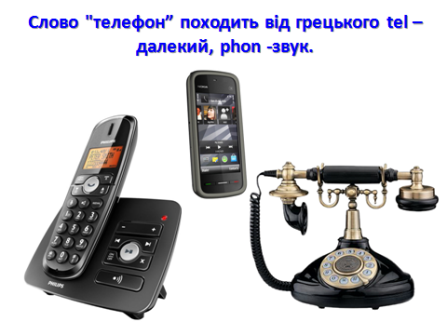 Слово "телефон” походить від грецького tel –
далекий, phon -звук.
PHILIPS